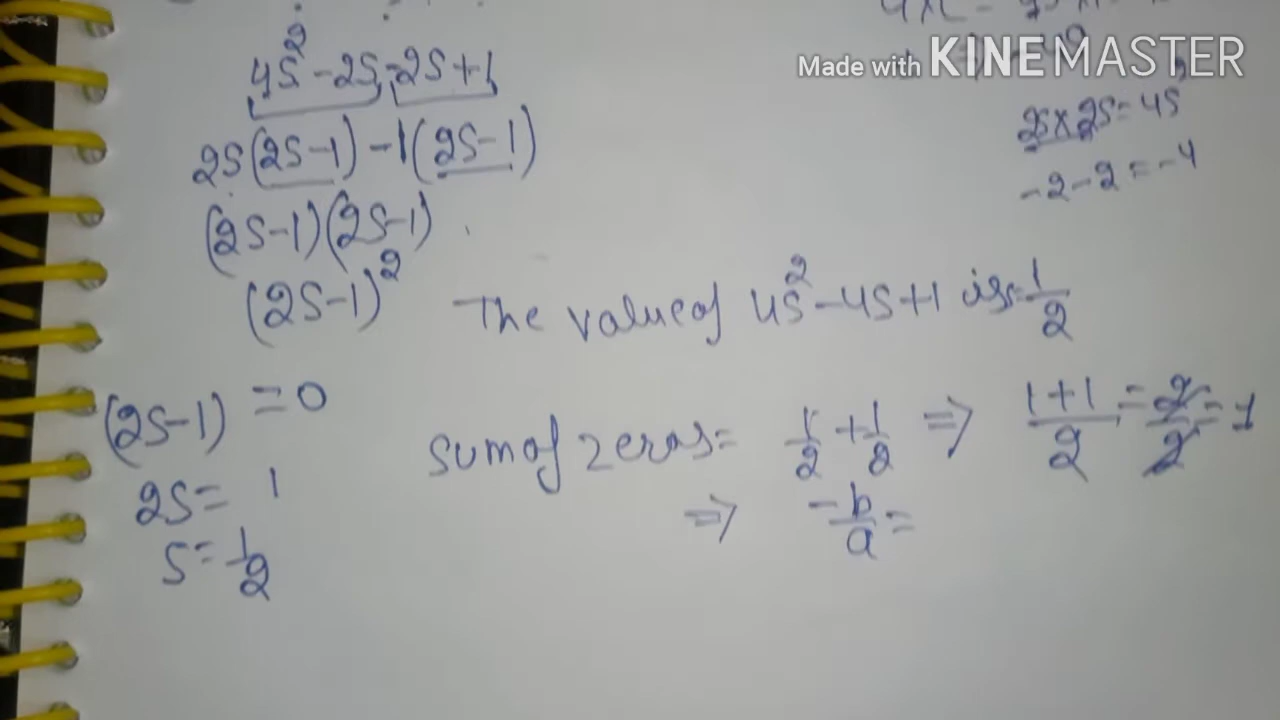 Made with KINEMASTER
4s² - 2s - 2s + 1
2s(2s-1) - 1(2s-1)
(2s-1)(2s-1)
(2s-1)²
2s×2s = 4s²
-2-2 = -4
The value of 4s² - 4s + 1 is = 1/2
(2s-1) = 0
2s = 1
s = 1/2
Sum of zeros = 1/2 + 1/2 ⇒ 1+1/2 = 2/2 = 1
⇒ -b/a =